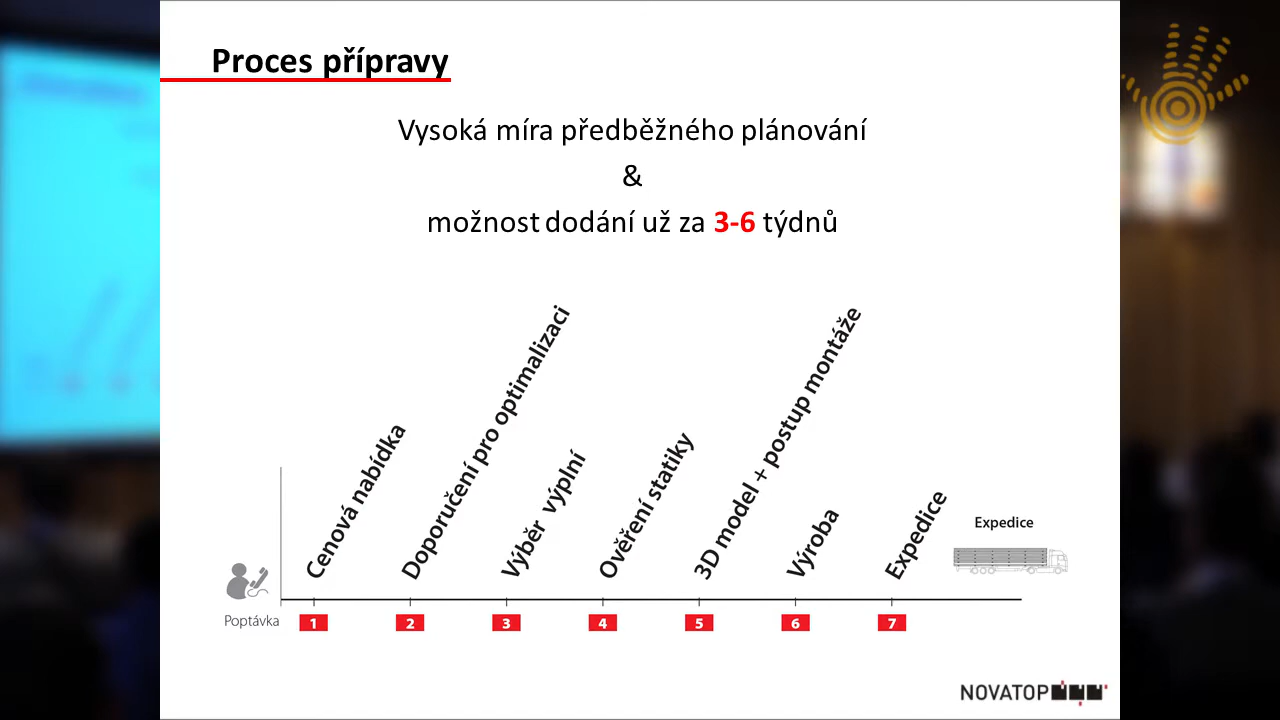 Proces přípravy
Vysoká míra předběžného plánování
&
možnost dodání už za 3-6 týdnů
Cenová nabídka
Doporučení pro optimalizaci
Výběr výplní
Ověření statiky
3D model + postup montáže
Výroba
Expedice
Expedice
Poptávka
1 2 3 4 5 6 7
NOVATOP